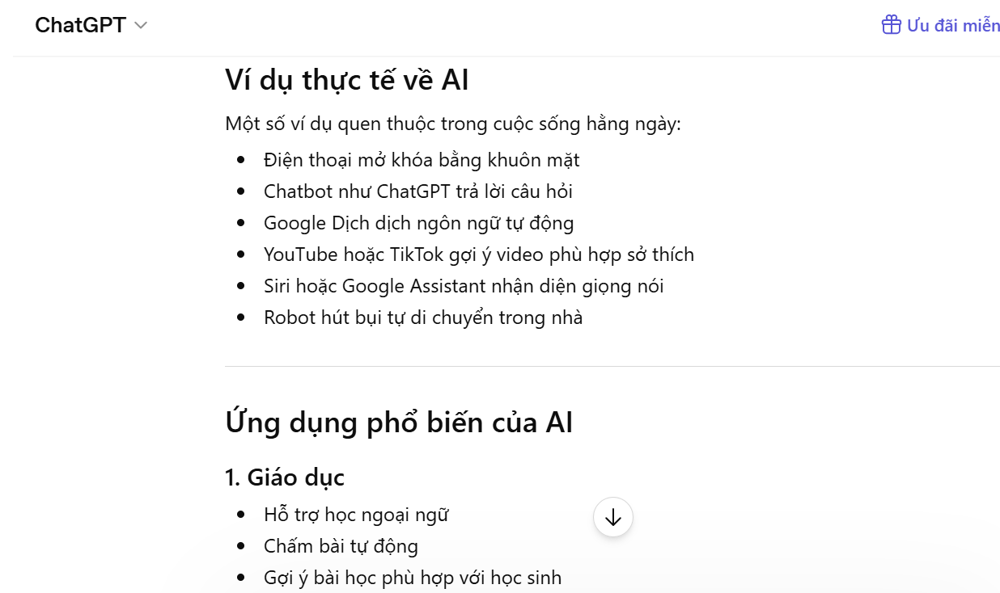 ChatGPT
Ưu đãi miễn
Ví dụ thực tế về AI
Một số ví dụ quen thuộc trong cuộc sống hằng ngày:
Điện thoại mở khóa bằng khuôn mặt
Chatbot như ChatGPT trả lời câu hỏi
Google Dịch dịch ngôn ngữ tự động
YouTube hoặc TikTok gợi ý video phù hợp sở thích
Siri hoặc Google Assistant nhận diện giọng nói
Robot hút bụi tự di chuyển trong nhà
Ứng dụng phổ biến của AI
1. Giáo dục
Hỗ trợ học ngoại ngữ
Chấm bài tự động
Gợi ý bài học phù hợp với học sinh